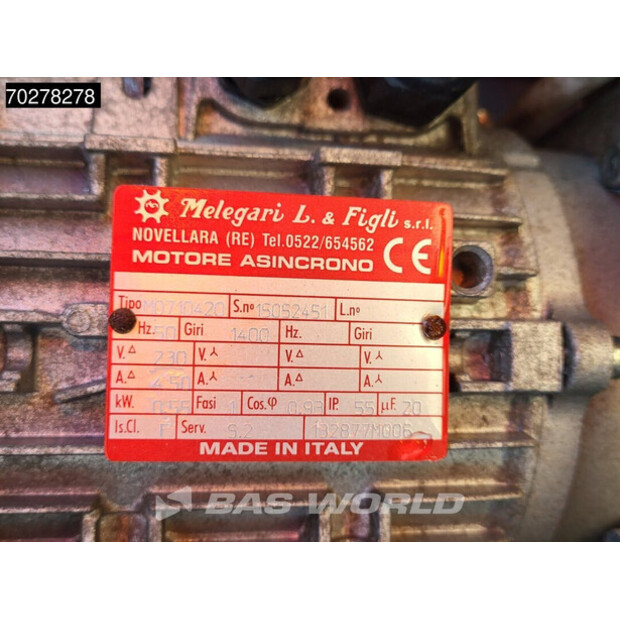 70278278
Melegari L. & Figli s.r.l.
NOVELLARA (RE) Tel.0522/654562
MOTORE ASINCRONO CE
Tipo M0710420 S.nº 15052451 L.nº
Hz. 50 Giri 1400 Hz. Giri
V.△ 230 V.⅄ V.△ V.⅄
A.△ 4.50 A.⅄ A.△ A.⅄
kW. 0.55 Fasi 1 Cos.φ 0.93 IP. 55 µF. 20
Is.Cl. F Serv. S.2 132877M006
MADE IN ITALY
BAS WORLD